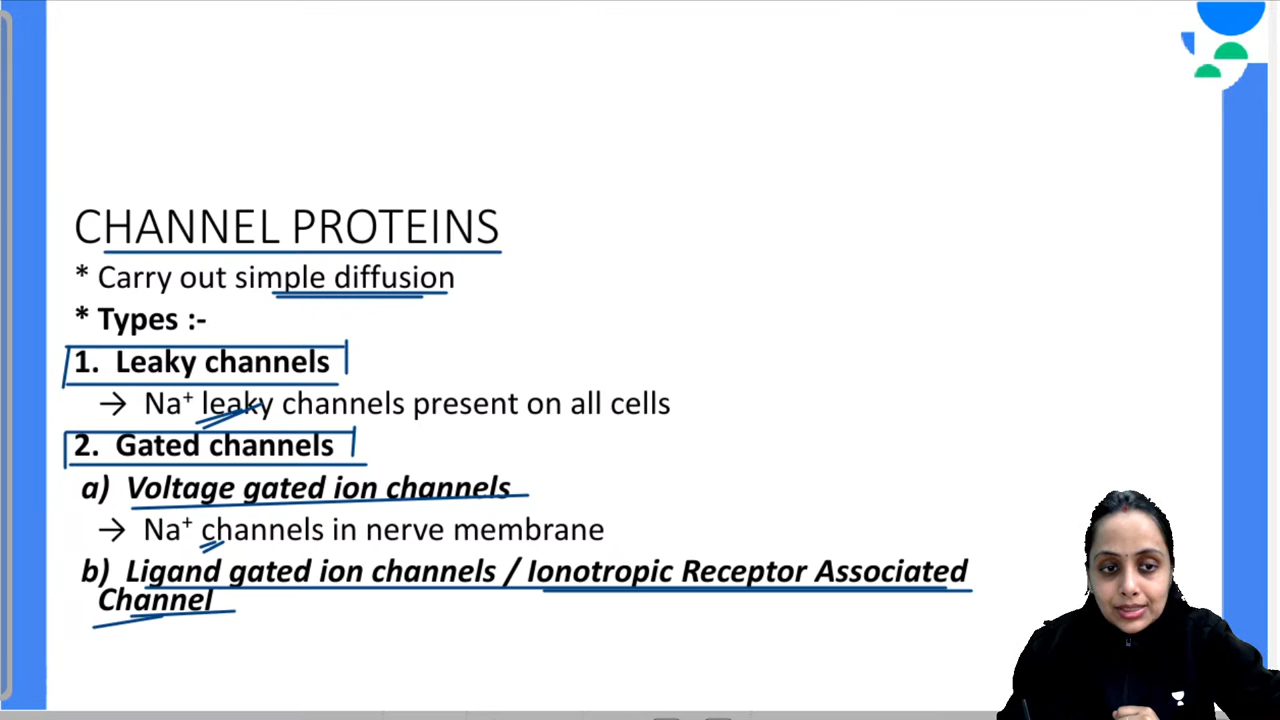 CHANNEL PROTEINS
* Carry out simple diffusion
* Types :-
1. Leaky channels
→ Na⁺ leaky channels present on all cells
2. Gated channels
a) Voltage gated ion channels
→ Na⁺ channels in nerve membrane
b) Ligand gated ion channels / Ionotropic Receptor Associated
Channel